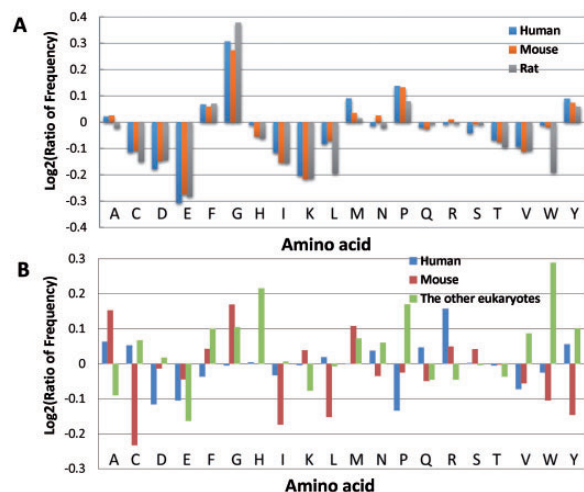 A
Log2(Ratio of Frequency)
0.4
0.3
0.2
0.1
0
-0.1
-0.2
-0.3
-0.4
Human
Mouse
Rat
A C D E F G H I K L M N P Q R S T V W Y
Amino acid
B
Log2(Ratio of Frequency)
0.3
0.2
0.1
0
-0.1
-0.2
-0.3
Human
Mouse
The other eukaryotes
A C D E F G H I K L M N P Q R S T V W Y
Amino acid